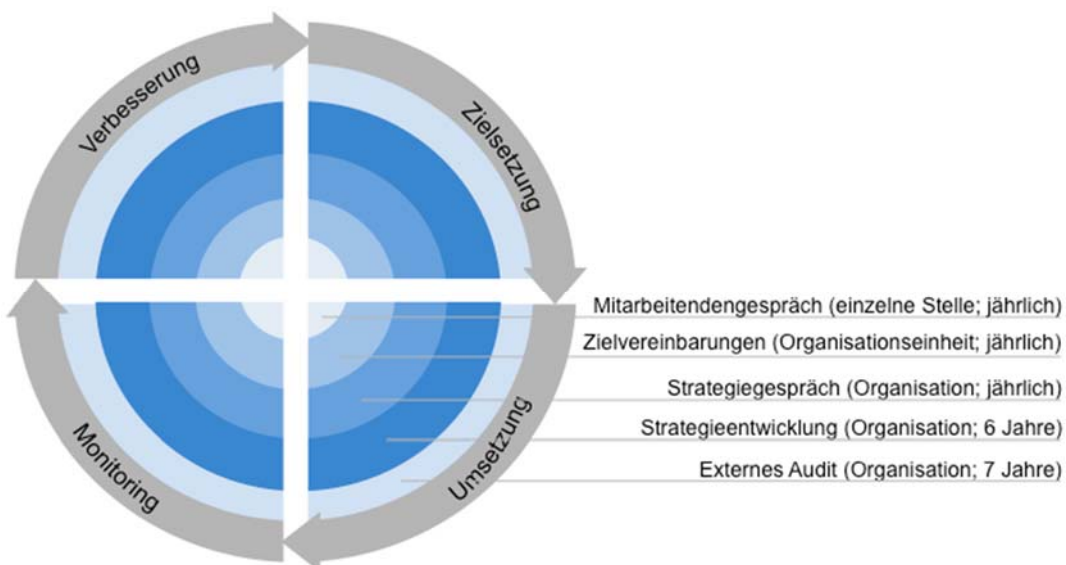 Verbesserung
Zielsetzung
Mitarbeitendengespräch (einzelne Stelle; jährlich)
Zielvereinbarungen (Organisationseinheit; jährlich)
Strategiegespräch (Organisation; jährlich)
Strategieentwicklung (Organisation; 6 Jahre)
Externes Audit (Organisation; 7 Jahre)
Monitoring
Umsetzung